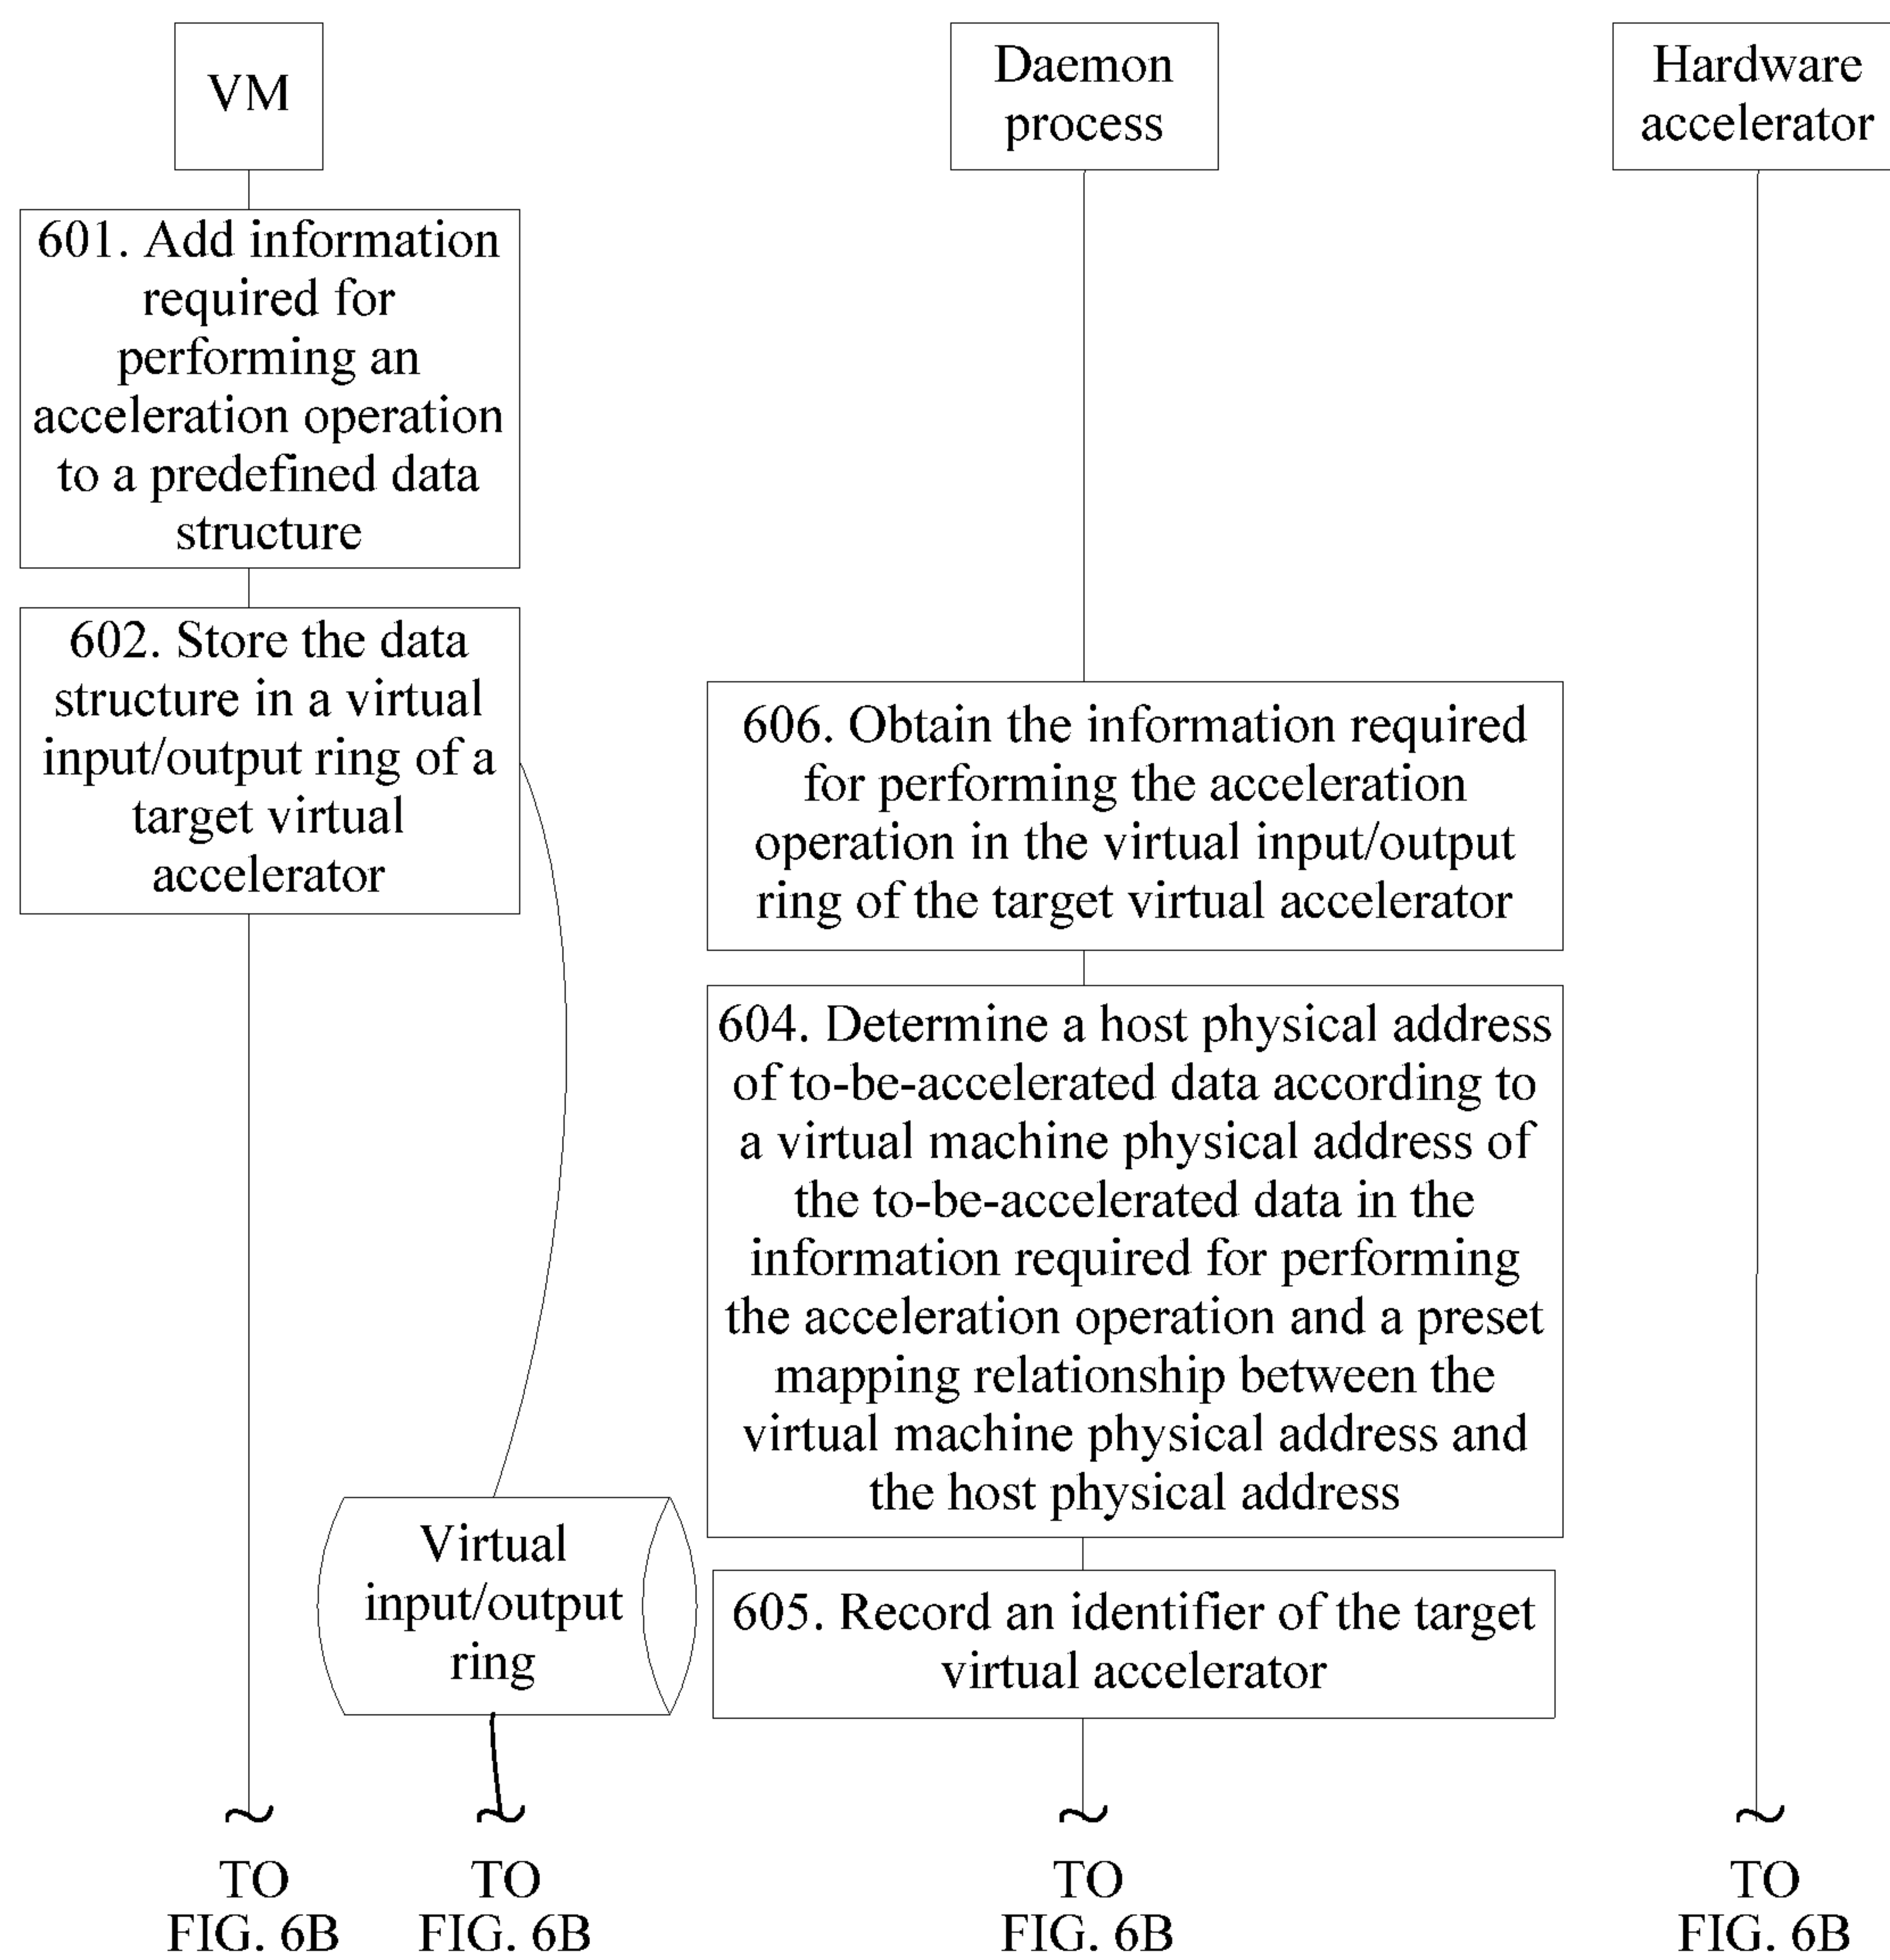 VM
Daemon
process
Hardware
accelerator
601. Add information
required for
performing an
acceleration operation
to a predefined data
structure
602. Store the data
structure in a virtual
input/output ring of a
target virtual
accelerator
606. Obtain the information required
for performing the acceleration
operation in the virtual input/output
ring of the target virtual accelerator
604. Determine a host physical address
of to-be-accelerated data according to
a virtual machine physical address of
the to-be-accelerated data in the
information required for performing
the acceleration operation and a preset
mapping relationship between the
virtual machine physical address and
the host physical address
Virtual
input/output
ring
605. Record an identifier of the target
virtual accelerator
TO
FIG. 6B
TO
FIG. 6B
TO
FIG. 6B
TO
FIG. 6B